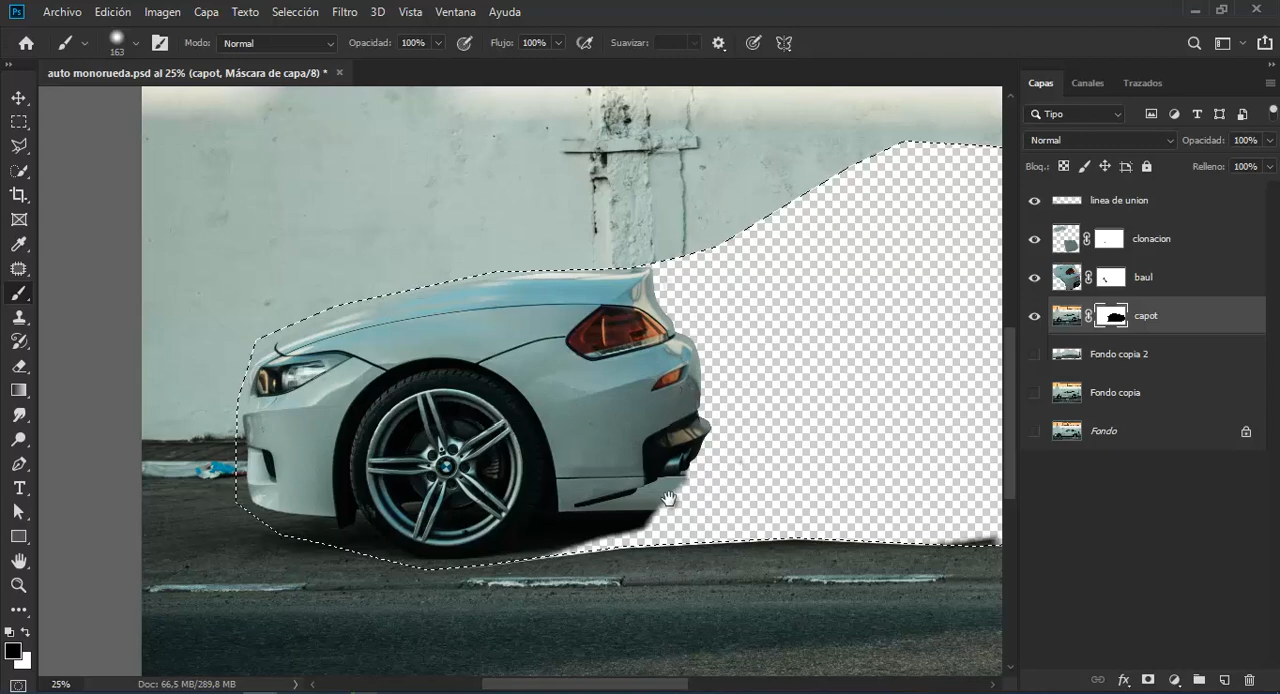 Ps Archivo Edición Imagen Capa Texto Selección Filtro 3D Vista Ventana Ayuda
163 Modo: Normal Opacidad: 100% Flujo: 100% Suavizar:
auto monorueda.psd al 25% (capot, Máscara de capa/8) * ×
Capas Canales Trazados
Tipo
Normal Opacidad: 100%
Bloq.: Relleno: 100%
linea de union
clonacion
baul
capot
Fondo copia 2
Fondo copia
Fondo
25% Doc: 66,5 MB/289,8 MB